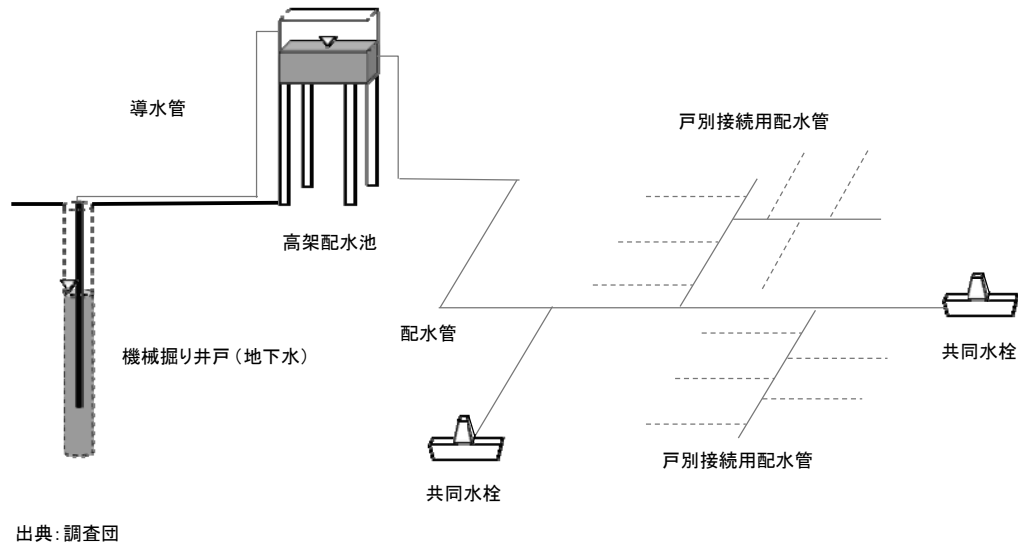 導水管
戸別接続用配水管
高架配水池
配水管
機械掘り井戸（地下水）
共同水栓
戸別接続用配水管
共同水栓
出典：調査団